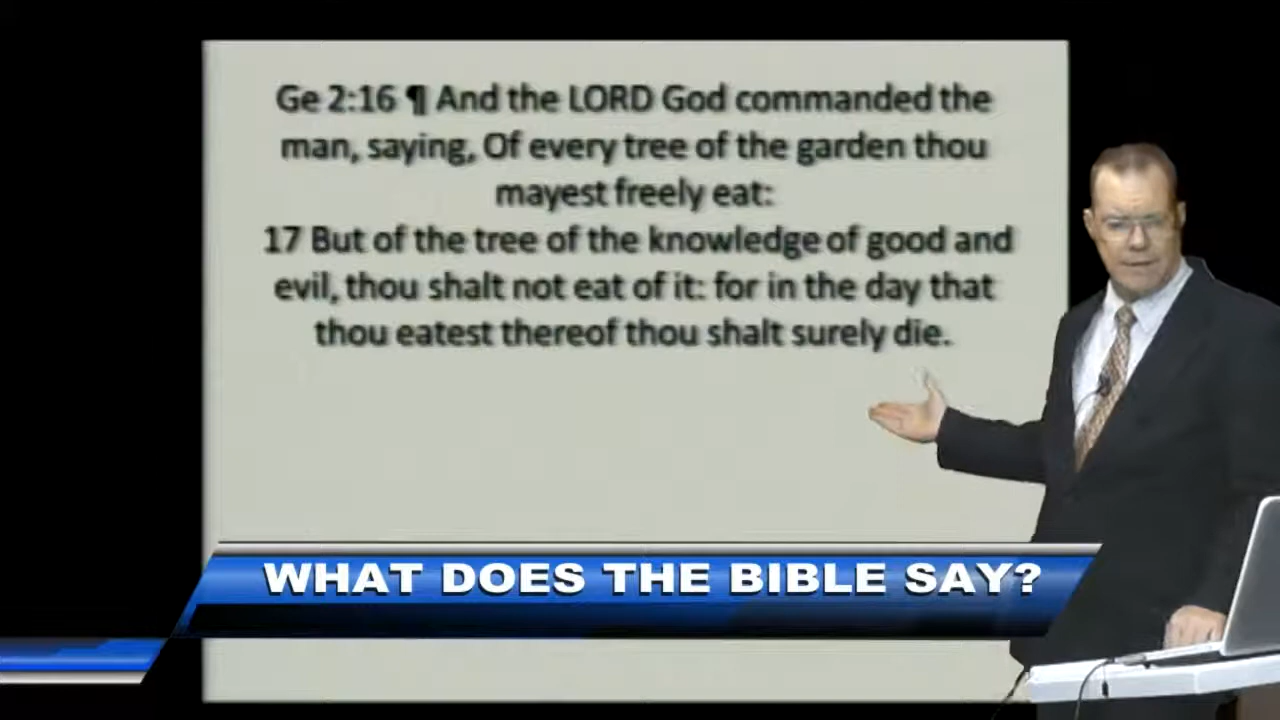 Ge 2:16 ¶ And the LORD God commanded the
man, saying, Of every tree of the garden thou
mayest freely eat:
17 But of the tree of the knowledge of good and
evil, thou shalt not eat of it: for in the day that
thou eatest thereof thou shalt surely die.
WHAT DOES THE BIBLE SAY?